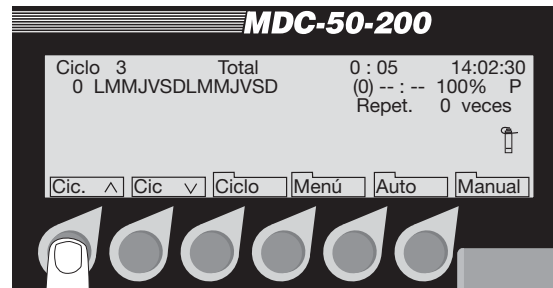 MDC-50-200
Ciclo 3 Total 0 : 05 14:02:30
0 LMMJVSDLMMJVSD (0) -- : -- 100% P
Repet. 0 veces
Cic. ∧ Cic ∨ Ciclo Menú Auto Manual